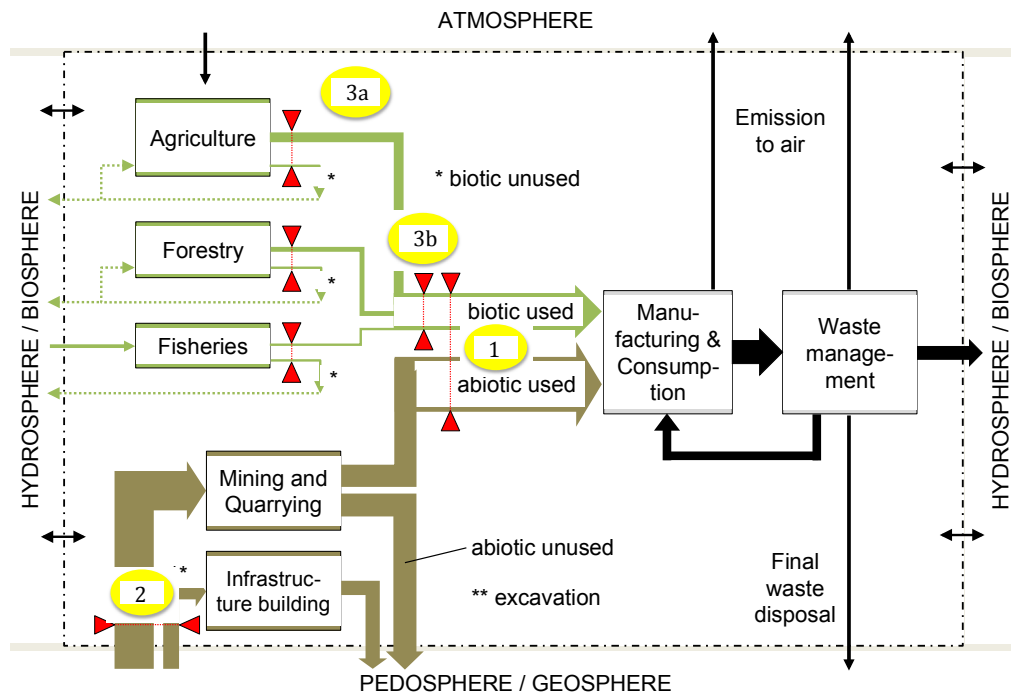 ATMOSPHERE
3a
Agriculture
Emission
to air
*
* biotic unused
3b
Forestry
*
HYDROSPHERE / BIOSPHERE
HYDROSPHERE / BIOSPHERE
biotic used
Manu-
facturing &
Consump-
tion
Waste
manage-
ment
Fisheries
1
*
abiotic used
Mining and
Quarrying
abiotic unused
**
Infrastruc-
ture building
2
** excavation
Final
waste
disposal
PEDOSPHERE / GEOSPHERE